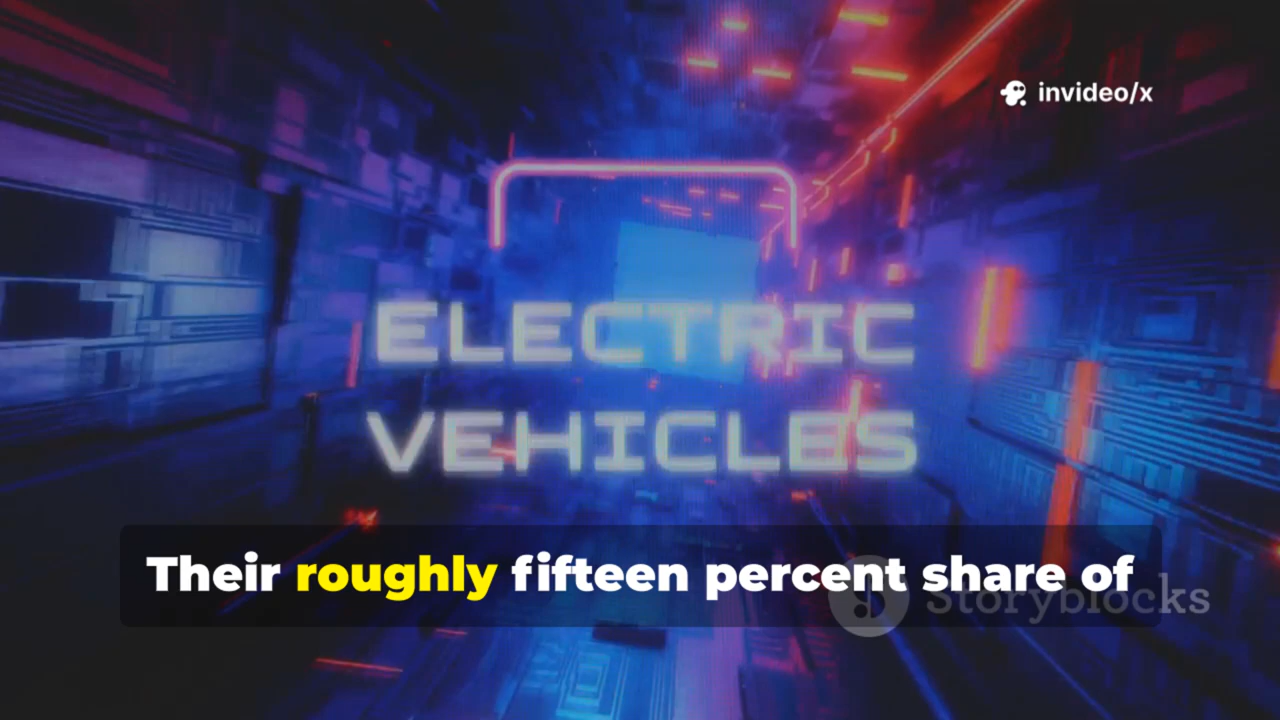 invideo/x
ELECTRIC
VEHICLES
Their roughly fifteen percent share of
Storyblocks